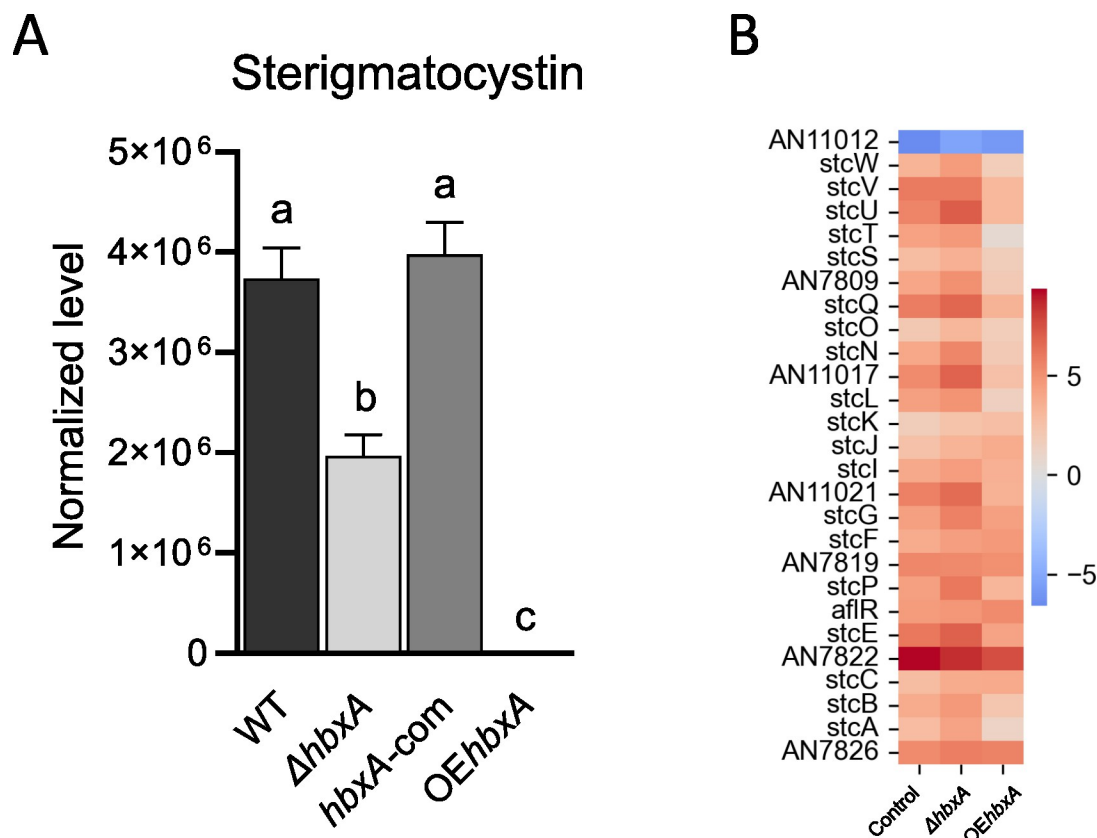 A
Sterigmatocystin
Normalized level
5×10⁶
4×10⁶
3×10⁶
2×10⁶
1×10⁶
0
a
b
a
c
WT
ΔhbxA
hbxA-com
OEhbxA
B
AN11012
stcW
stcV
stcU
stcT
stcS
AN7809
stcQ
stcO
stcN
AN11017
stcL
stcK
stcJ
stcI
AN11021
stcG
stcF
AN7819
stcP
aflR
stcE
AN7822
stcC
stcB
stcA
AN7826
Control
ΔhbxA
OEhbxA
5
0
−5